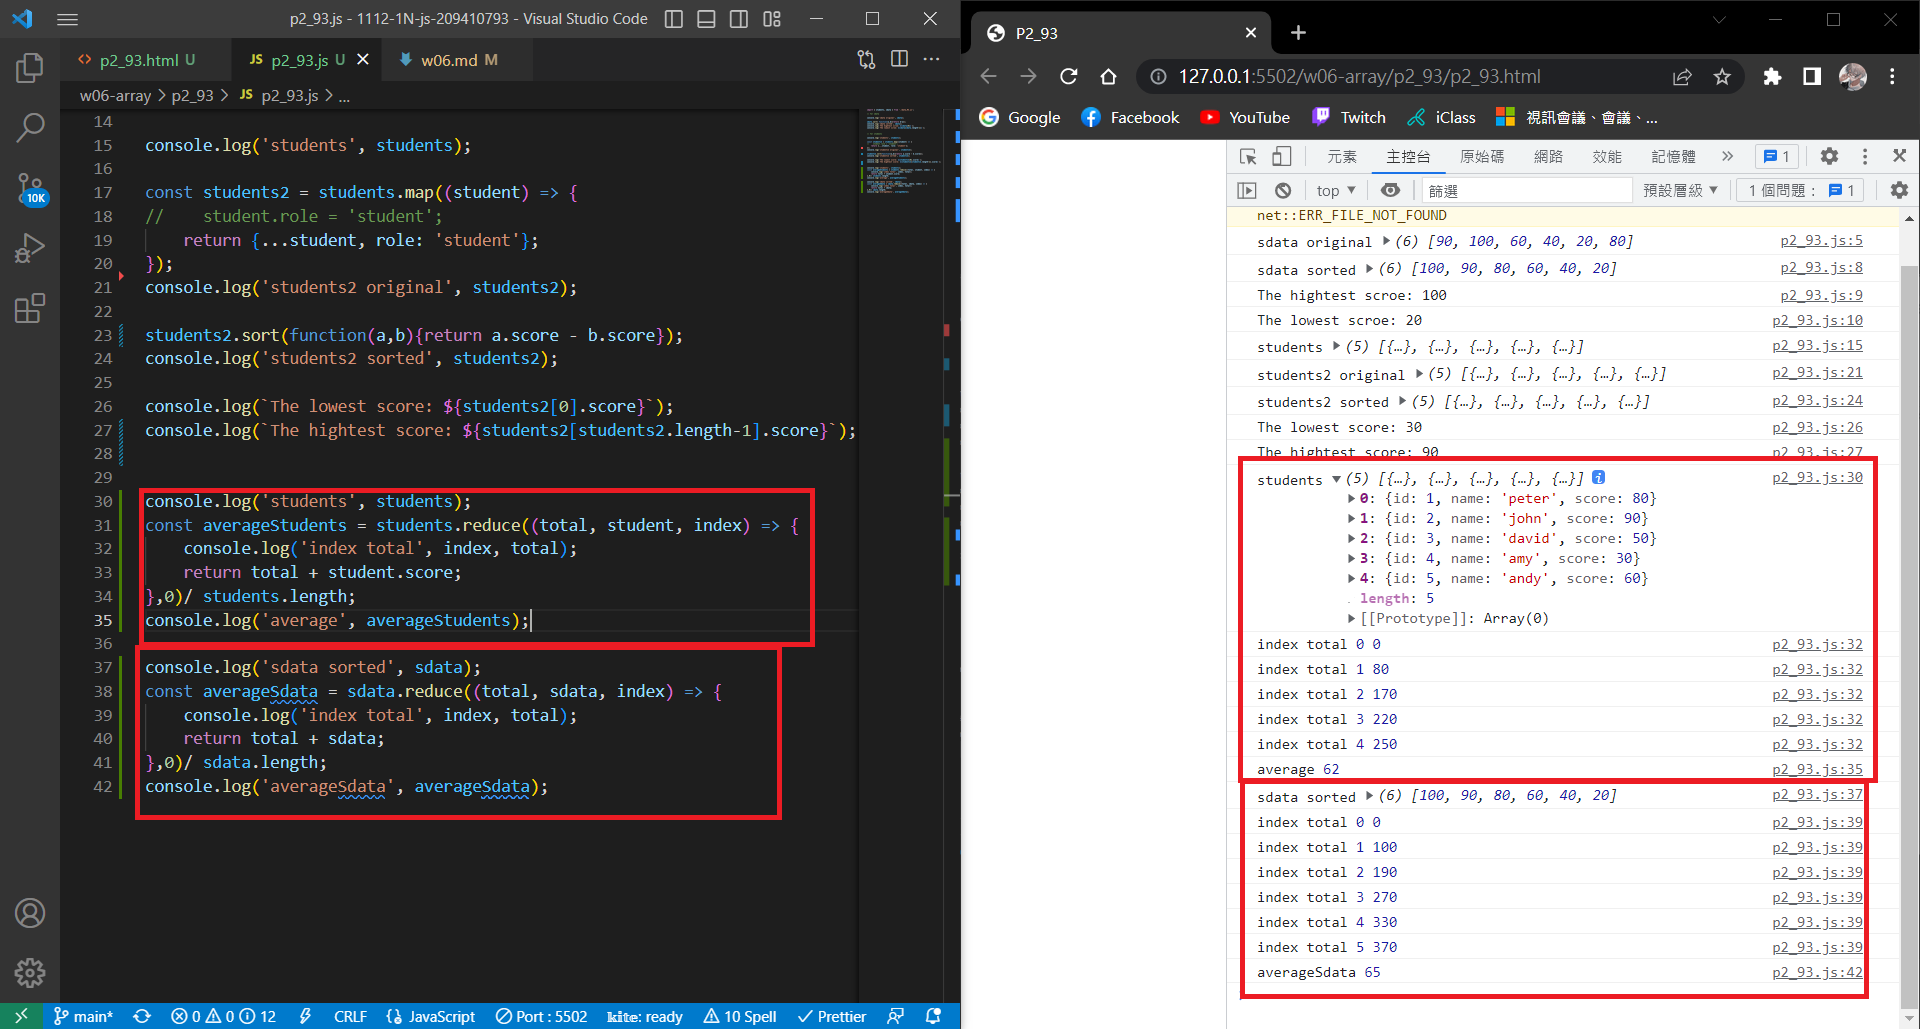 p2_93.js - 1112-1N-js-209410793 - Visual Studio Code
p2_93.html U
JS p2_93.js U
w06.md M
w06-array > p2_93 > JS p2_93.js > ...
10K
14
15 console.log('students', students);
16
17 const students2 = students.map((student) => {
18 //    student.role = 'student';
19     return {...student, role: 'student'};
20 });
21 console.log('students2 original', students2);
22
23 students2.sort(function(a,b){return a.score - b.score});
24 console.log('students2 sorted', students2);
25
26 console.log(`The lowest score: ${students2[0].score}`);
27 console.log(`The hightest score: ${students2[students2.length-1].score}`);
28
29
30 console.log('students', students);
31 const averageStudents = students.reduce((total, student, index) => {
32     console.log('index total', index, total);
33     return total + student.score;
34 },0)/ students.length;
35 console.log('average', averageStudents);
36
37 console.log('sdata sorted', sdata);
38 const averageSdata = sdata.reduce((total, sdata, index) => {
39     console.log('index total', index, total);
40     return total + sdata;
41 },0)/ sdata.length;
42 console.log('averageSdata', averageSdata);
main* 0 0 12 CRLF {} JavaScript Port : 5502 kite: ready 10 Spell Prettier
P2_93
127.0.0.1:5502/w06-array/p2_93/p2_93.html
Google Facebook YouTube Twitch iClass 視訊會議、會議、...
元素 主控台 原始碼 網路 效能 記憶體 » 1
top 篩選 預設層級 1 個問題： 1
net::ERR_FILE_NOT_FOUND
sdata original (6) [90, 100, 60, 40, 20, 80] p2_93.js:5
sdata sorted (6) [100, 90, 80, 60, 40, 20] p2_93.js:8
The hightest scroe: 100 p2_93.js:9
The lowest scroe: 20 p2_93.js:10
students (5) [{…}, {…}, {…}, {…}, {…}] p2_93.js:15
students2 original (5) [{…}, {…}, {…}, {…}, {…}] p2_93.js:21
students2 sorted (5) [{…}, {…}, {…}, {…}, {…}] p2_93.js:24
The lowest score: 30 p2_93.js:26
The hightest score: 90 p2_93.js:27
students (5) [{…}, {…}, {…}, {…}, {…}] i p2_93.js:30
0: {id: 1, name: 'peter', score: 80}
1: {id: 2, name: 'john', score: 90}
2: {id: 3, name: 'david', score: 50}
3: {id: 4, name: 'amy', score: 30}
4: {id: 5, name: 'andy', score: 60}
length: 5
[[Prototype]]: Array(0)
index total 0 0 p2_93.js:32
index total 1 80 p2_93.js:32
index total 2 170 p2_93.js:32
index total 3 220 p2_93.js:32
index total 4 250 p2_93.js:32
average 62 p2_93.js:35
sdata sorted (6) [100, 90, 80, 60, 40, 20] p2_93.js:37
index total 0 0 p2_93.js:39
index total 1 100 p2_93.js:39
index total 2 190 p2_93.js:39
index total 3 270 p2_93.js:39
index total 4 330 p2_93.js:39
index total 5 370 p2_93.js:39
averageSdata 65 p2_93.js:42